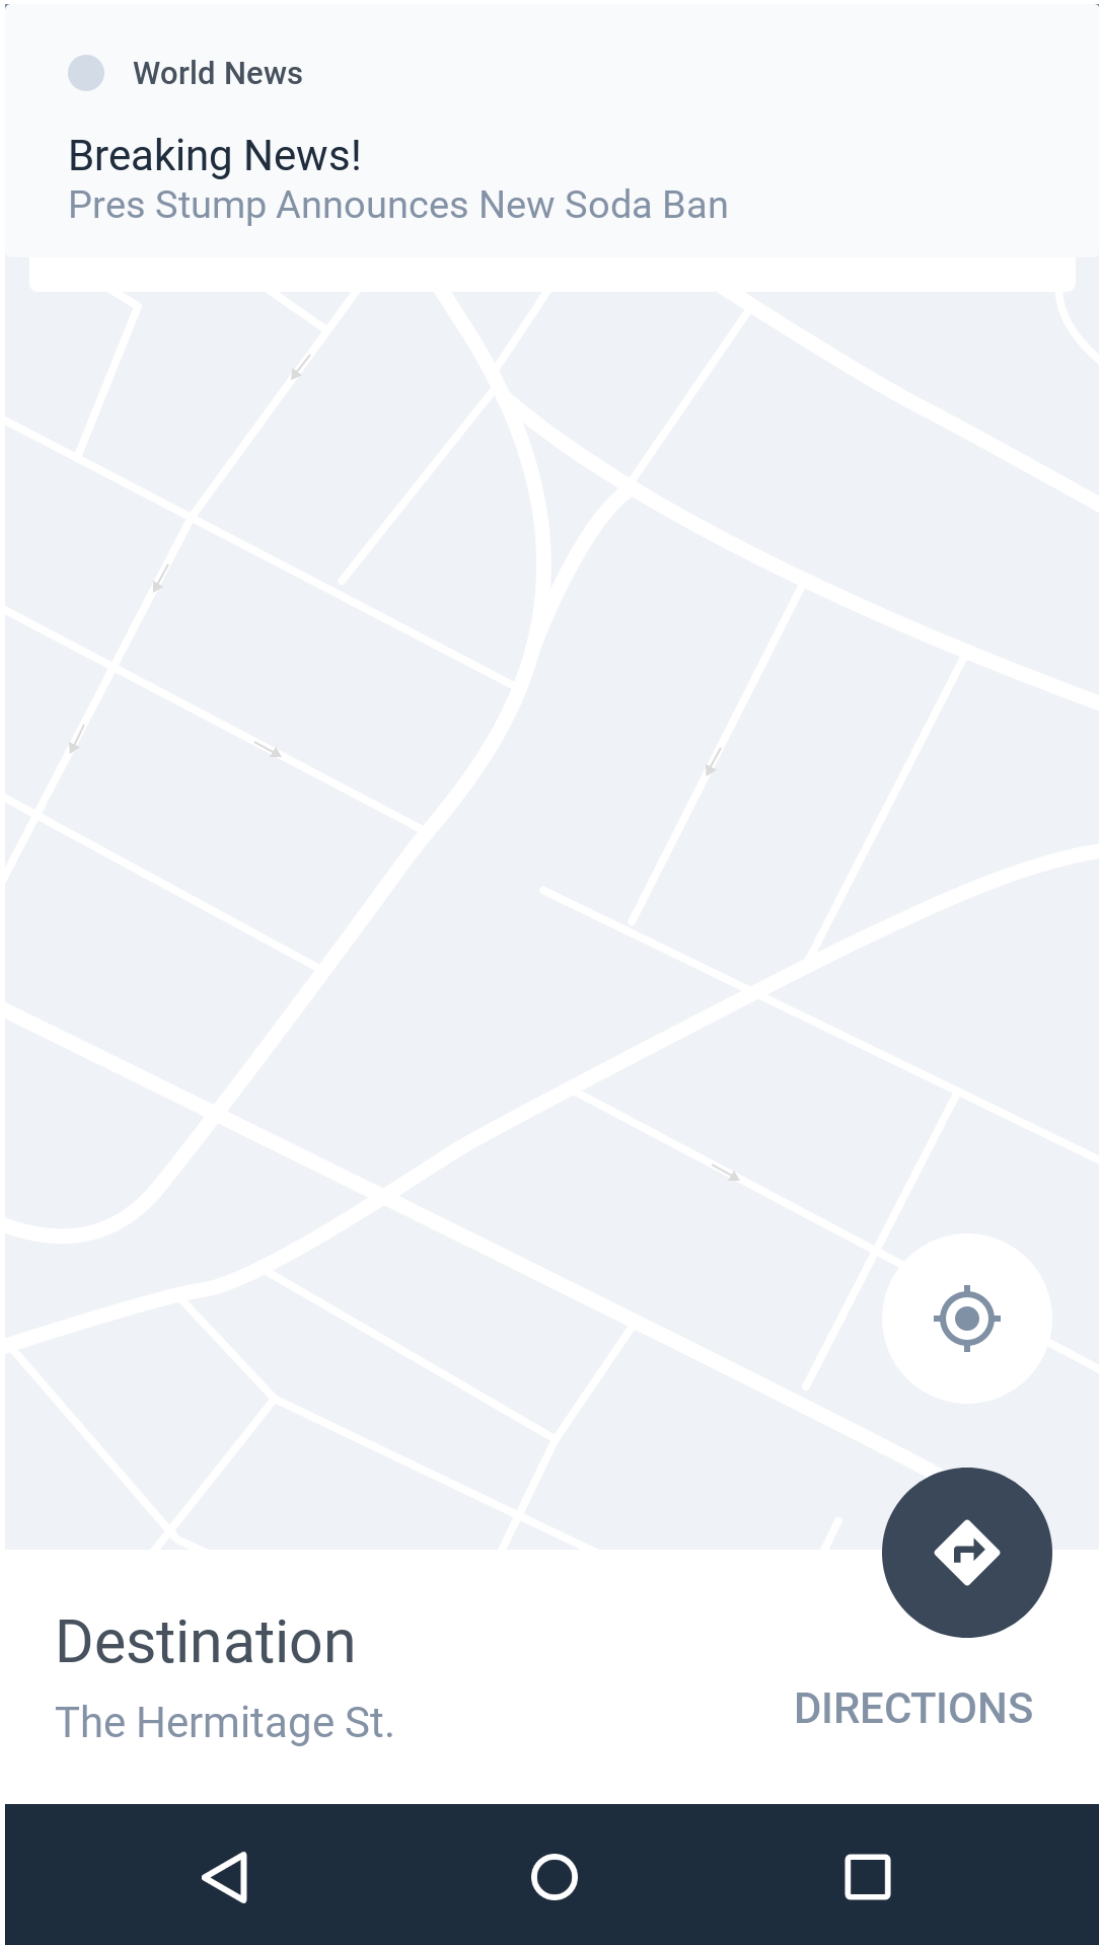 World News
Breaking News!
Pres Stump Announces New Soda Ban
Destination
The Hermitage St.
DIRECTIONS